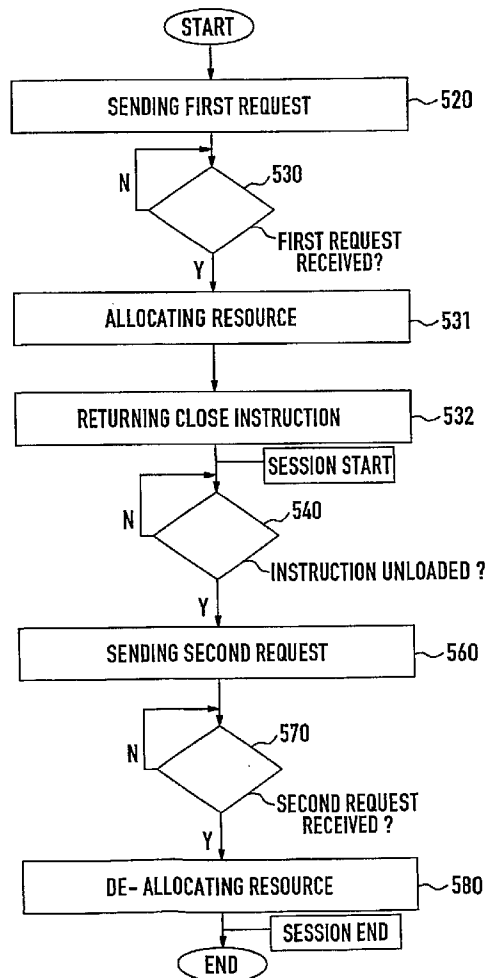 START
SENDING FIRST REQUEST
520
530
N
FIRST REQUEST
RECEIVED?
Y
ALLOCATING RESOURCE
531
RETURNING CLOSE INSTRUCTION
532
SESSION START
540
N
INSTRUCTION UNLOADED ?
Y
SENDING SECOND REQUEST
560
570
N
SECOND REQUEST
RECEIVED ?
Y
DE- ALLOCATING RESOURCE
580
SESSION END
END